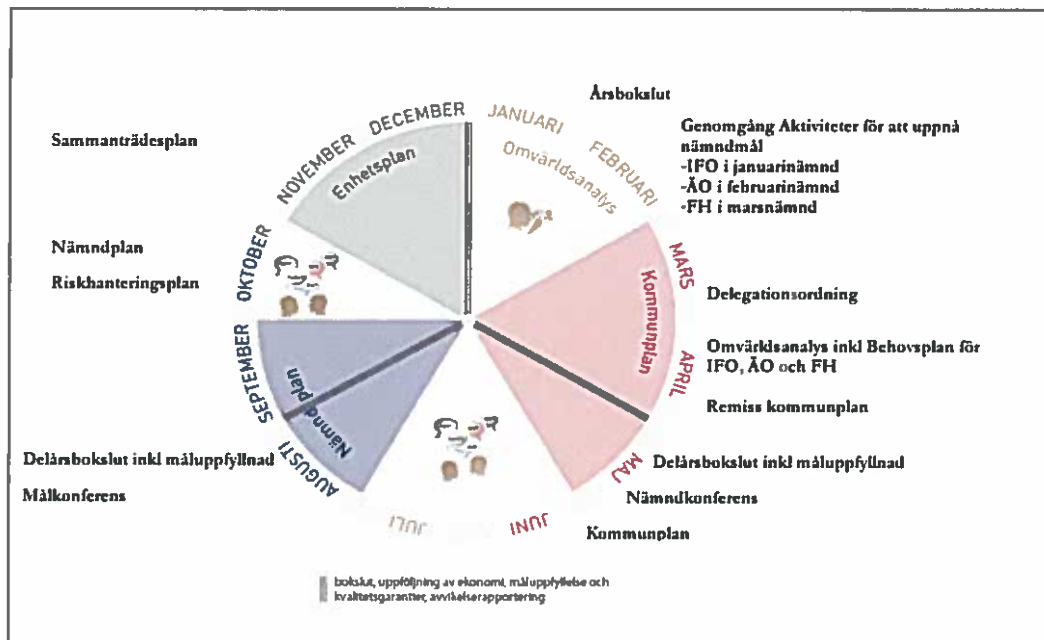 Årsbokslut
Genomgång Aktiviteter för att uppnå
nämndmål
-IFO i januarinämnd
-ÄO i februarinämnd
-FH i marsnämnd
Delegationsordning
Omvärldsanalys inkl Behovsplan för
IFO, ÄO och FH
Remiss kommunplan
Delårsbokslut inkl måluppfyllnad
Nämndkonferens
Kommunplan
Sammanträdesplan
Nämndplan
Riskhanteringsplan
Delårsbokslut inkl måluppfyllnad
Målkonferens
JANUARI
FEBRUARI
MARS
APRIL
MAJ
JUNI
JULI
AUGUSTI
SEPTEMBER
OKTOBER
NOVEMBER
DECEMBER
Omvärldsanalys
Kommunplan
Nämndplan
Enhetsplan
bokslut, uppföljning av ekonomi, måluppfyllelse och
kvalitetsgarantier, avvikelserapportering